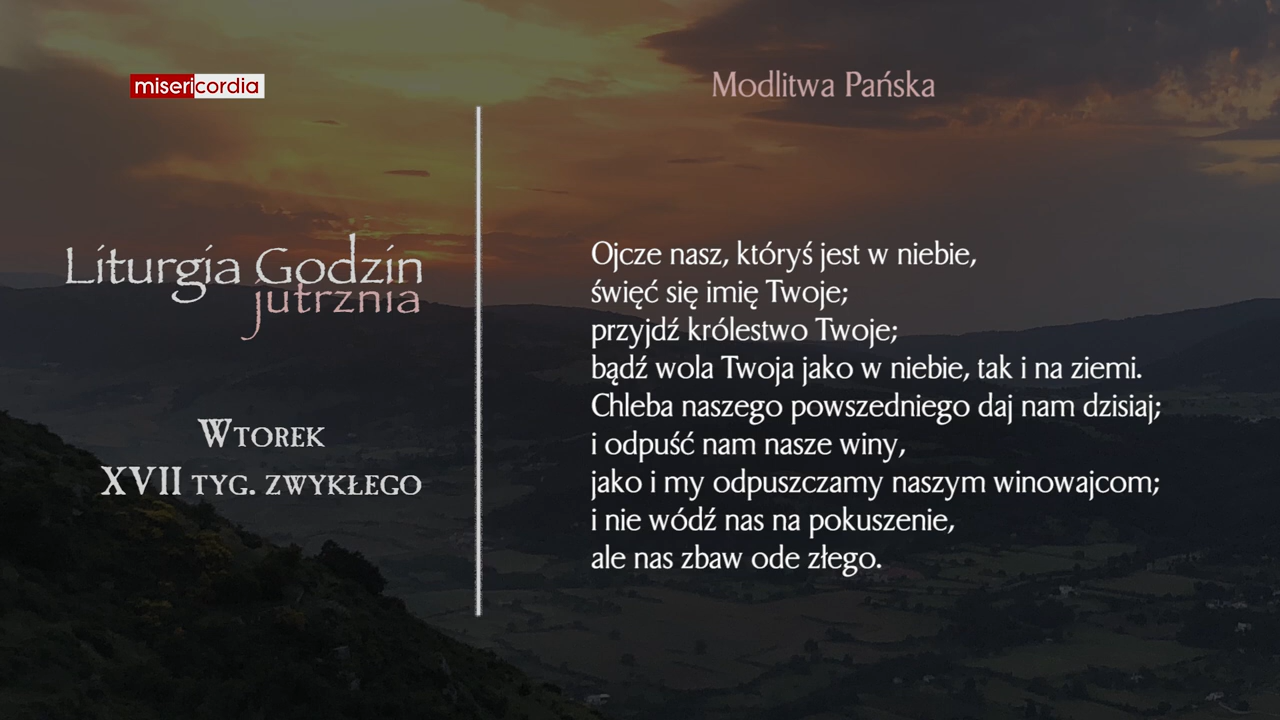 misericordia
Liturgia Godzin
jutrznia
Wtorek
XVII tyg. zwykłego
Modlitwa Pańska
Ojcze nasz, któryś jest w niebie,
święć się imię Twoje;
przyjdź królestwo Twoje;
bądź wola Twoja jako w niebie, tak i na ziemi.
Chleba naszego powszedniego daj nam dzisiaj;
i odpuść nam nasze winy,
jako i my odpuszczamy naszym winowajcom;
i nie wódź nas na pokuszenie,
ale nas zbaw ode złego.